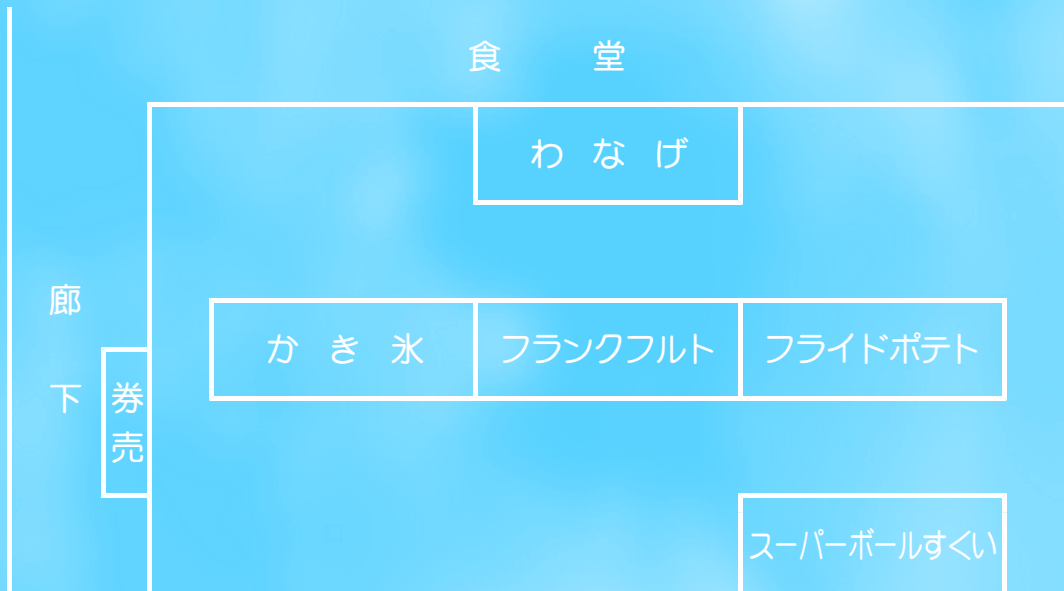 食堂
わなげ
廊下
かき氷
フランクフルト
フライドポテト
券売
スーパーボールすくい